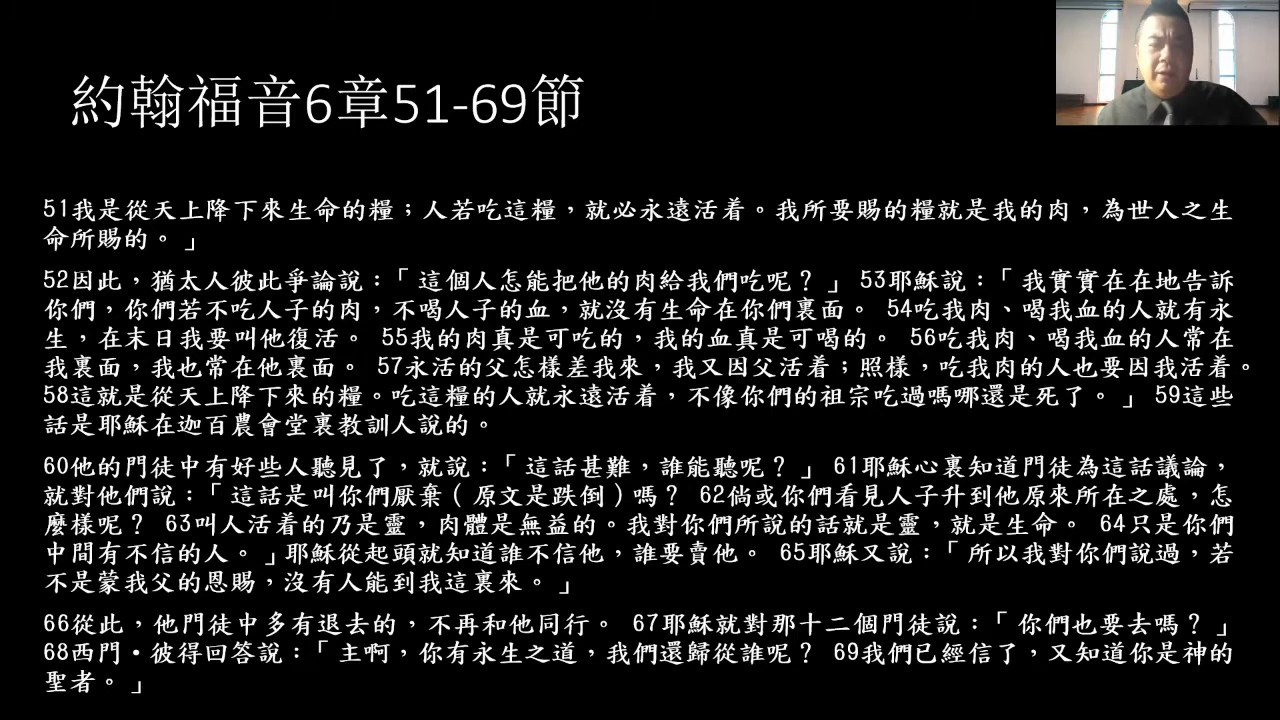 約翰福音6章51-69節
51我是從天上降下來生命的糧；人若吃這糧，就必永遠活着。我所要賜的糧就是我的肉，為世人之生
命所賜的。」
52因此，猶太人彼此爭論說：「這個人怎能把他的肉給我們吃呢？」 53耶穌說：「我實實在在地告訴
你們，你們若不吃人子的肉，不喝人子的血，就沒有生命在你們裏面。 54吃我肉、喝我血的人就有永
生，在末日我要叫他復活。 55我的肉真是可吃的，我的血真是可喝的。 56吃我肉、喝我血的人常在
我裏面，我也常在他裏面。 57永活的父怎樣差我來，我又因父活着；照樣，吃我肉的人也要因我活着。
58這就是從天上降下來的糧。吃這糧的人就永遠活着，不像你們的祖宗吃過嗎哪還是死了。」 59這些
話是耶穌在迦百農會堂裏教訓人說的。
60他的門徒中有好些人聽見了，就說：「這話甚難，誰能聽呢？」 61耶穌心裏知道門徒為這話議論，
就對他們說：「這話是叫你們厭棄（原文是跌倒）嗎？ 62倘或你們看見人子升到他原來所在之處，怎
麼樣呢？ 63叫人活着的乃是靈，肉體是無益的。我對你們所說的話就是靈，就是生命。 64只是你們
中間有不信的人。」耶穌從起頭就知道誰不信他，誰要賣他。 65耶穌又說：「所以我對你們說過，若
不是蒙我父的恩賜，沒有人能到我這裏來。」
66從此，他門徒中多有退去的，不再和他同行。 67耶穌就對那十二個門徒說：「你們也要去嗎？」
68西門•彼得回答說：「主啊，你有永生之道，我們還歸從誰呢？ 69我們已經信了，又知道你是神的
聖者。」